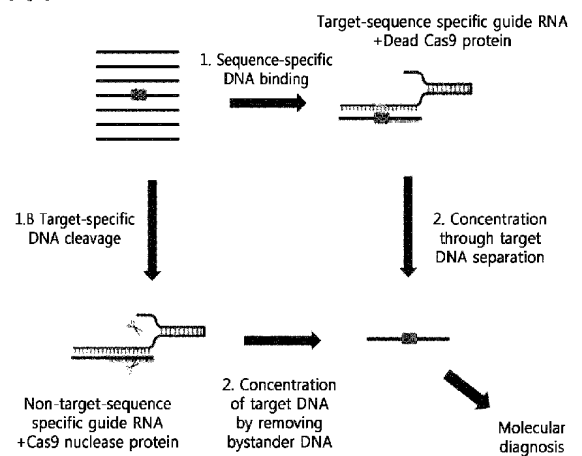 Target-sequence specific guide RNA
+Dead Cas9 protein
1. Sequence-specific
DNA binding
1.B Target-specific
DNA cleavage
2. Concentration
through target
DNA separation
Non-target-sequence
specific guide RNA
+Cas9 nuclease protein
2. Concentration
of target DNA
by removing
bystander DNA
Molecular
diagnosis